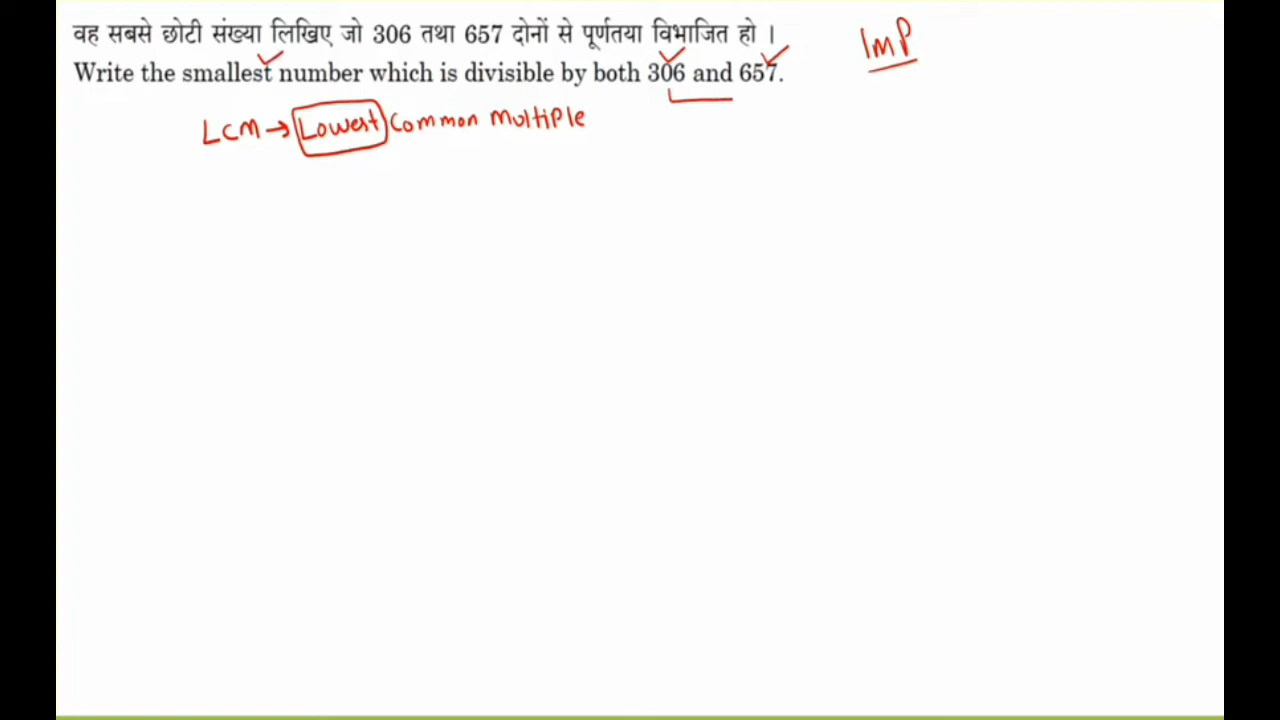 वह सबसे छोटी संख्या लिखिए जो 306 तथा 657 दोनों से पूर्णतया विभाजित हो ।
Write the smallest number which is divisible by both 306 and 657.
Imp
LCM → Lowest Common Multiple